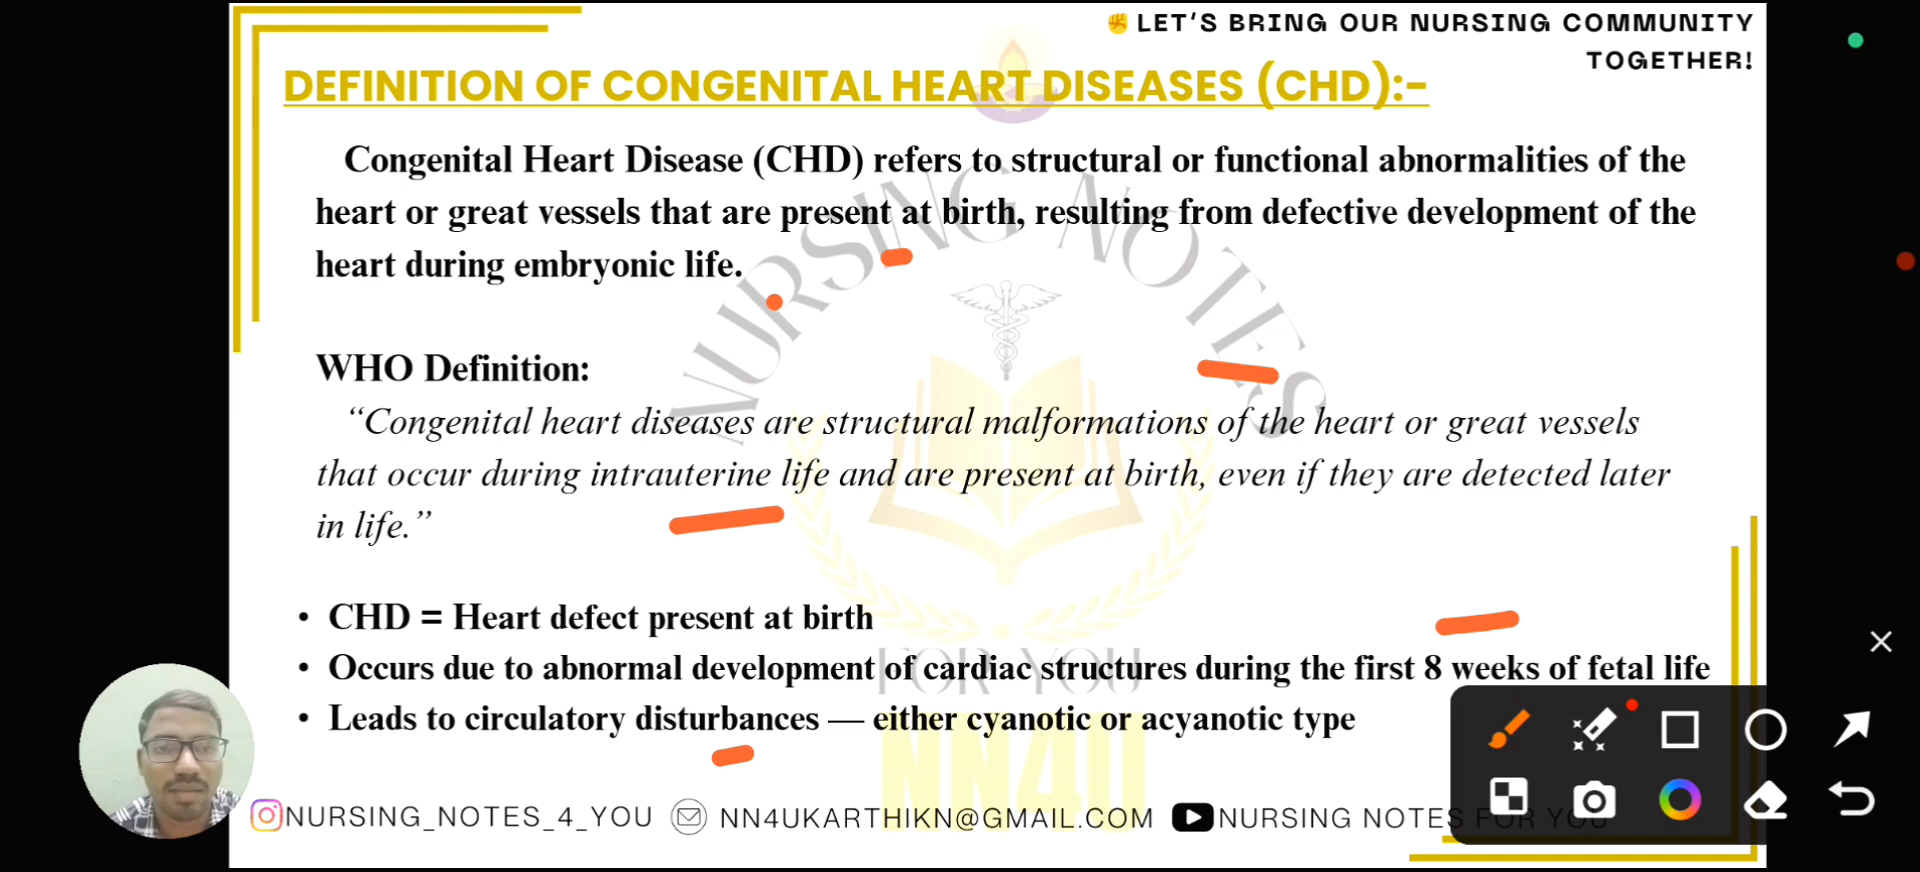 ✊ LET'S BRING OUR NURSING COMMUNITY
TOGETHER!
DEFINITION OF CONGENITAL HEART DISEASES (CHD):-
Congenital Heart Disease (CHD) refers to structural or functional abnormalities of the
heart or great vessels that are present at birth, resulting from defective development of the
heart during embryonic life.
WHO Definition:
“Congenital heart diseases are structural malformations of the heart or great vessels
that occur during intrauterine life and are present at birth, even if they are detected later
in life.”
• CHD = Heart defect present at birth
• Occurs due to abnormal development of cardiac structures during the first 8 weeks of fetal life
• Leads to circulatory disturbances — either cyanotic or acyanotic type
NURSING NOTES
FOR YOU
NN4U
NURSING_NOTES_4_YOU NN4UKARTHIKN@GMAIL.COM NURSING NOTES FOR YOU